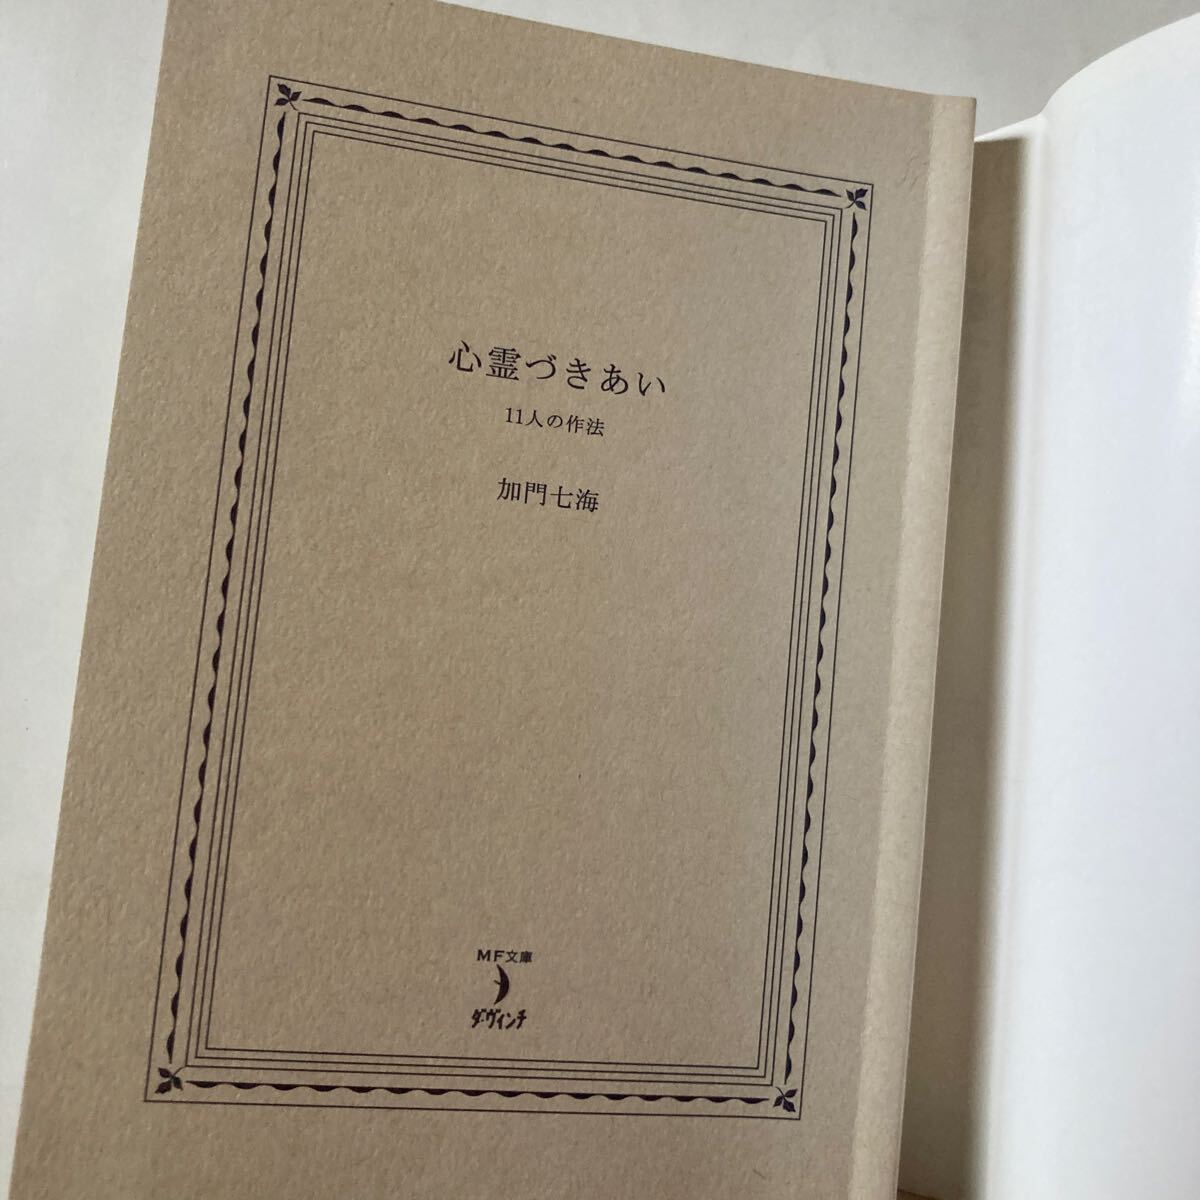 心霊づきあい
11人の作法
加門七海
MF文庫
ダ・ヴィンチ